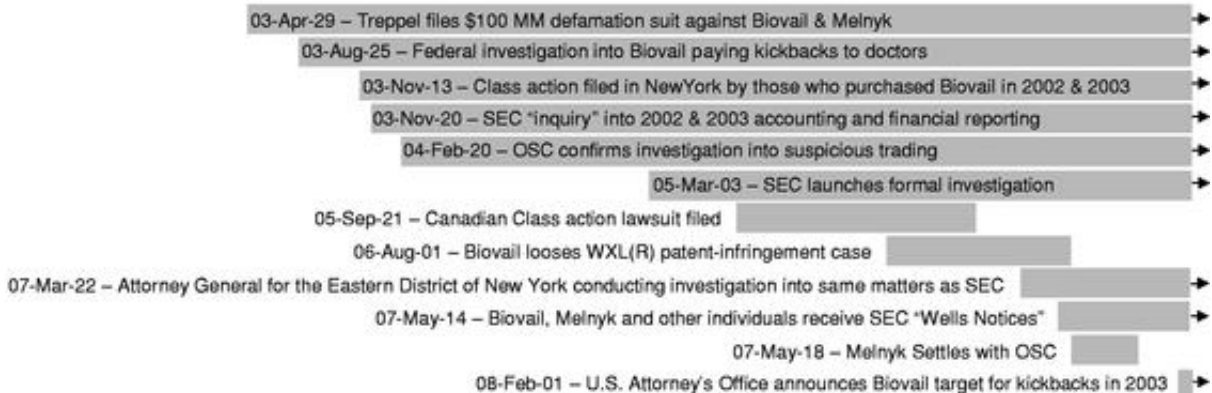 03-Apr-29 – Treppel files $100 MM defamation suit against Biovail & Melnyk
03-Aug-25 – Federal investigation into Biovail paying kickbacks to doctors
03-Nov-13 – Class action filed in NewYork by those who purchased Biovail in 2002 & 2003
03-Nov-20 – SEC “inquiry” into 2002 & 2003 accounting and financial reporting
04-Feb-20 – OSC confirms investigation into suspicious trading
05-Mar-03 – SEC launches formal investigation
05-Sep-21 – Canadian Class action lawsuit filed
06-Aug-01 – Biovail looses WXL(R) patent-infringement case
07-Mar-22 – Attorney General for the Eastern District of New York conducting investigation into same matters as SEC
07-May-14 – Biovail, Melnyk and other individuals receive SEC “Wells Notices”
07-May-18 – Melnyk Settles with OSC
08-Feb-01 – U.S. Attorney's Office announces Biovail target for kickbacks in 2003